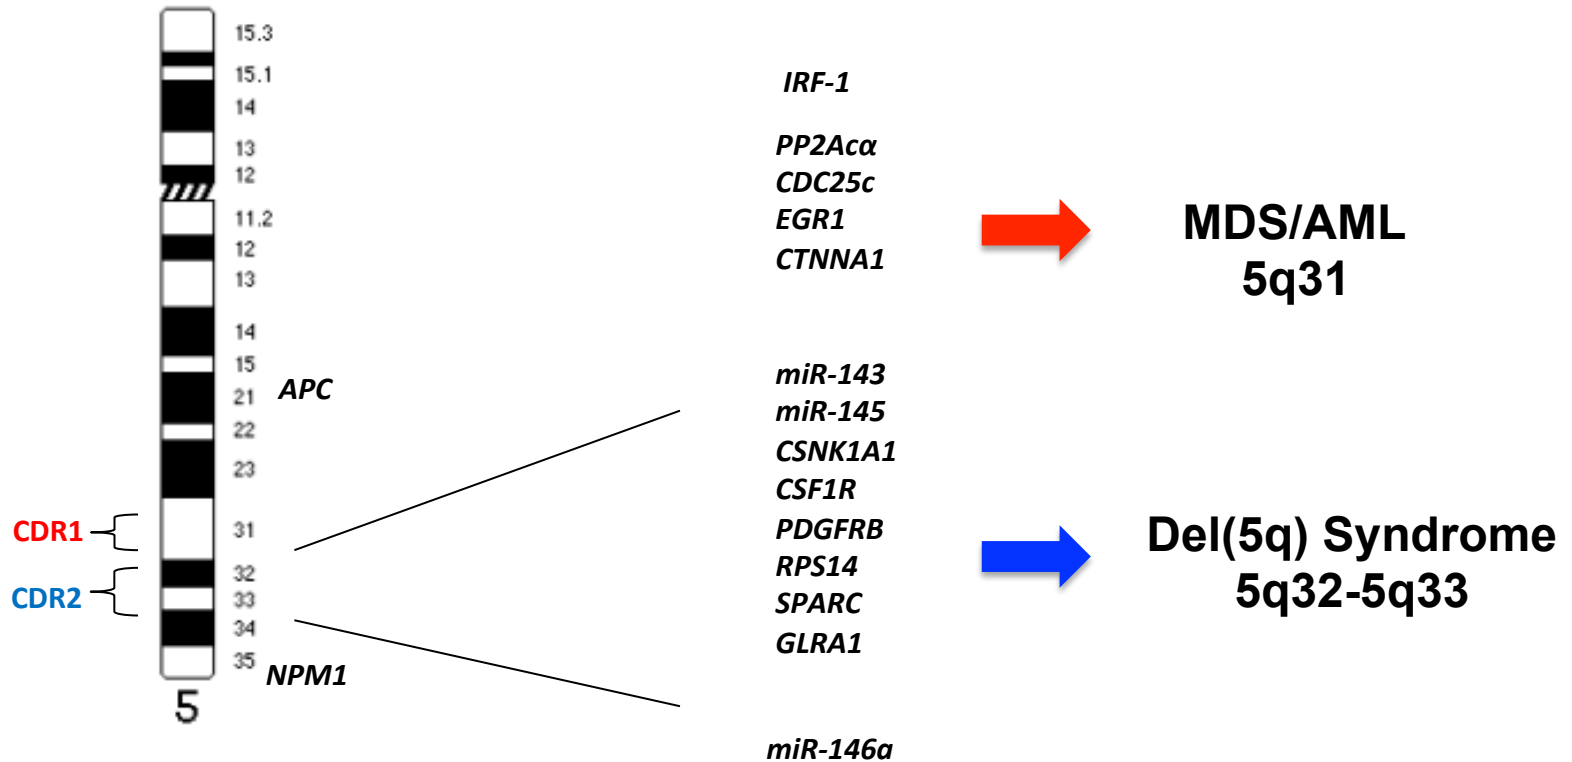 15.3
15.1
14
13
12
11.2
12
13
14
15
21
22
23
31
32
33
34
35
5
APC
NPM1
CDR1
CDR2
IRF-1
PP2Acα
CDC25c
EGR1
CTNNA1
miR-143
miR-145
CSNK1A1
CSF1R
PDGFRB
RPS14
SPARC
GLRA1
miR-146a
MDS/AML
5q31
Del(5q) Syndrome
5q32-5q33